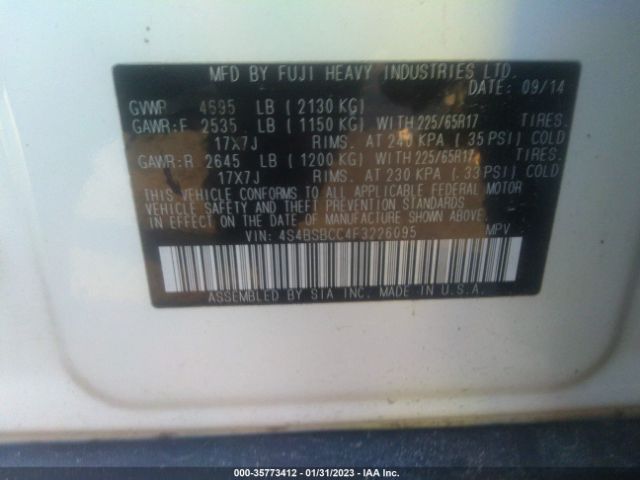 MFD BY FUJI HEAVY INDUSTRIES LTD.
DATE: 09/14
GVWR 4695 LB (2130 KG)
GAWR:F 2535 LB (1150 KG) WITH 225/65R17 TIRES.
17X7J RIMS. AT 240 KPA (35 PSI) COLD
GAWR:R 2645 LB (1200 KG) WITH 225/65R17 TIRES.
17X7J RIMS. AT 230 KPA (33 PSI) COLD
THIS VEHICLE CONFORMS TO ALL APPLICABLE FEDERAL MOTOR
VEHICLE SAFETY AND THEFT PREVENTION STANDARDS
IN EFFECT ON THE DATE OF MANUFACTURE SHOWN ABOVE.
VIN: 4S4BSBCC4F3226095 MPV
ASSEMBLED BY SIA INC. MADE IN U.S.A.
000-35773412 - 01/31/2023 - IAA Inc.